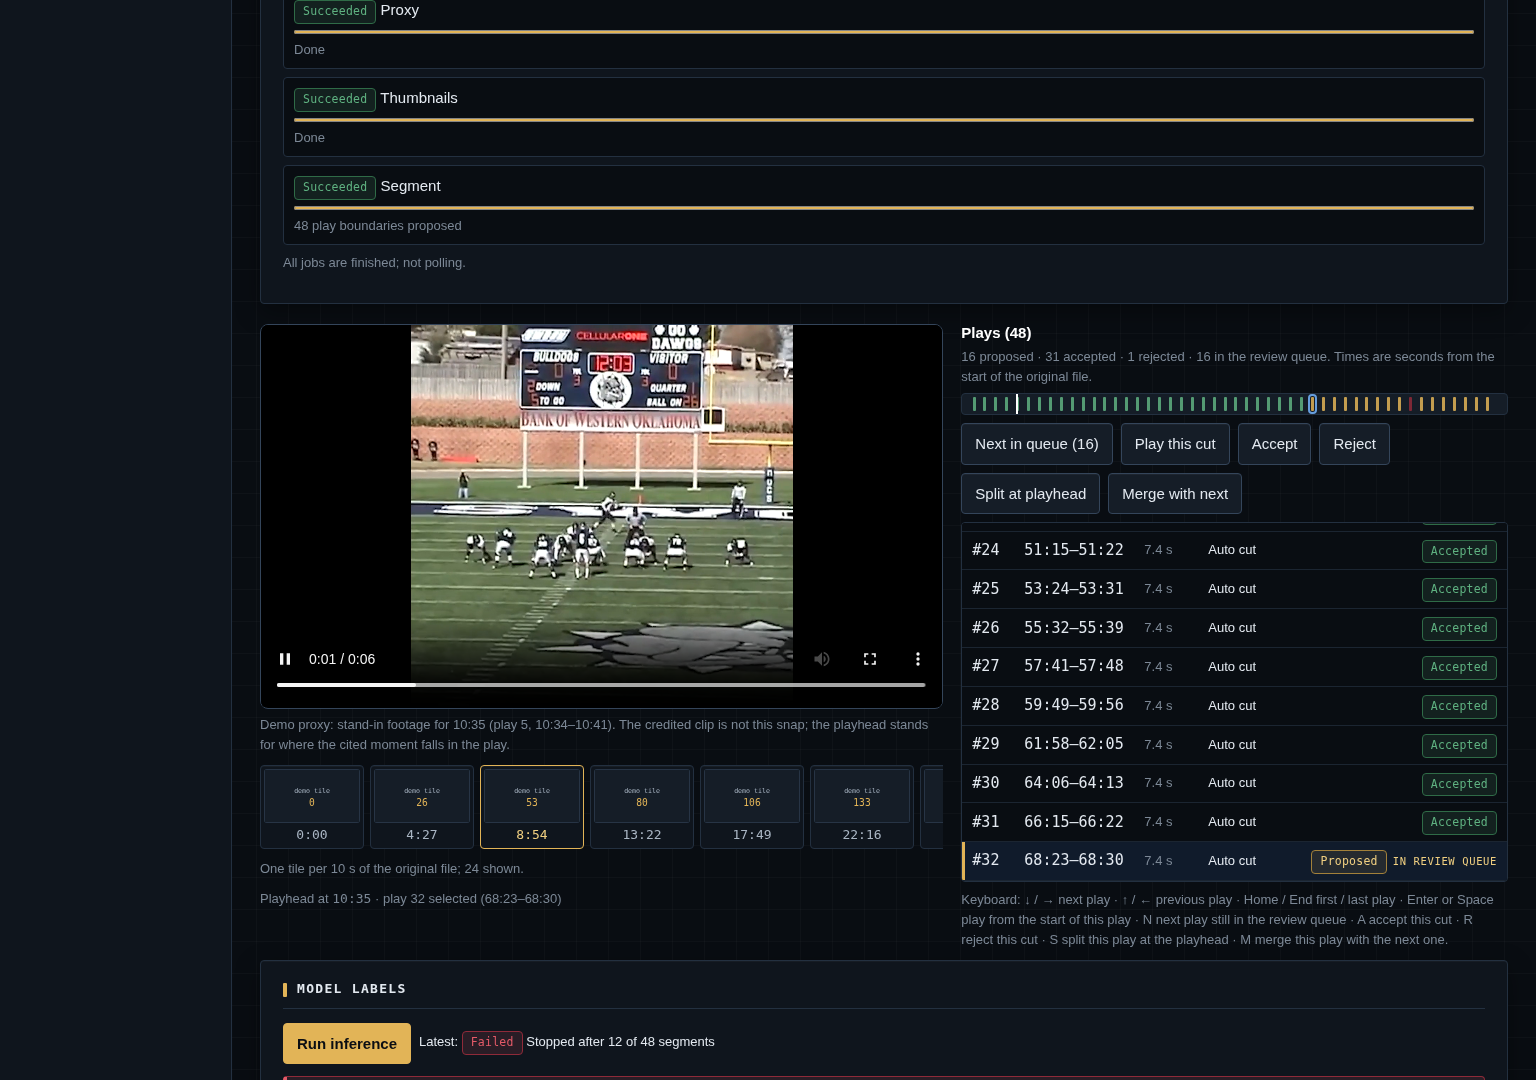 Succeeded Proxy
Done
Succeeded Thumbnails
Done
Succeeded Segment
48 play boundaries proposed
All jobs are finished; not polling.
CELLULARONE
DAWGS
BULLDOGS 12:03 VISITOR
DOWN QUARTER
TO GO BALL ON 26
BANK OF WESTERN OKLAHOMA
0:01 / 0:06
Demo proxy: stand-in footage for 10:35 (play 5, 10:34–10:41). The credited clip is not this snap; the playhead stands
for where the cited moment falls in the play.
demo tile demo tile demo tile demo tile demo tile demo tile
0 26 53 80 106 133
0:00 4:27 8:54 13:22 17:49 22:16
One tile per 10 s of the original file; 24 shown.
Playhead at 10:35 · play 32 selected (68:23–68:30)
Plays (48)
16 proposed · 31 accepted · 1 rejected · 16 in the review queue. Times are seconds from the
start of the original file.
Next in queue (16) Play this cut Accept Reject
Split at playhead Merge with next
#24 51:15–51:22 7.4 s Auto cut Accepted
#25 53:24–53:31 7.4 s Auto cut Accepted
#26 55:32–55:39 7.4 s Auto cut Accepted
#27 57:41–57:48 7.4 s Auto cut Accepted
#28 59:49–59:56 7.4 s Auto cut Accepted
#29 61:58–62:05 7.4 s Auto cut Accepted
#30 64:06–64:13 7.4 s Auto cut Accepted
#31 66:15–66:22 7.4 s Auto cut Accepted
#32 68:23–68:30 7.4 s Auto cut Proposed IN REVIEW QUEUE
Keyboard: ↓ / → next play · ↑ / ← previous play · Home / End first / last play · Enter or Space
play from the start of this play · N next play still in the review queue · A accept this cut · R
reject this cut · S split this play at the playhead · M merge this play with the next one.
MODEL LABELS
Run inference Latest: Failed Stopped after 12 of 48 segments